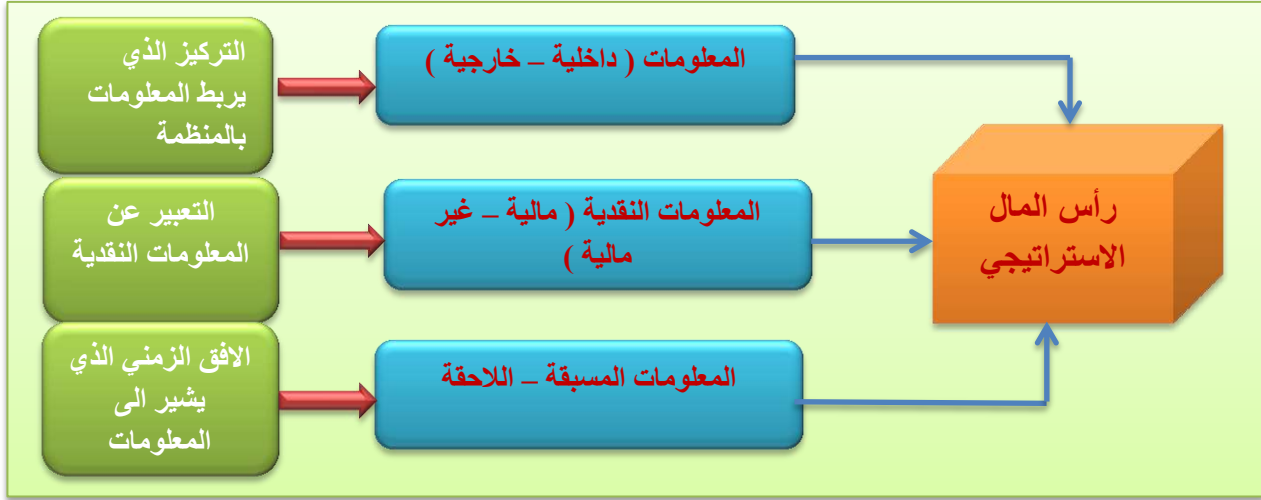 التركيز الذي
يربط المعلومات
بالمنظمة
المعلومات ( داخلية – خارجية )
التعبير عن
المعلومات النقدية
المعلومات النقدية ( مالية – غير
مالية )
الافق الزمني الذي
يشير الى
المعلومات
المعلومات المسبقة – اللاحقة
رأس المال
الاستراتيجي